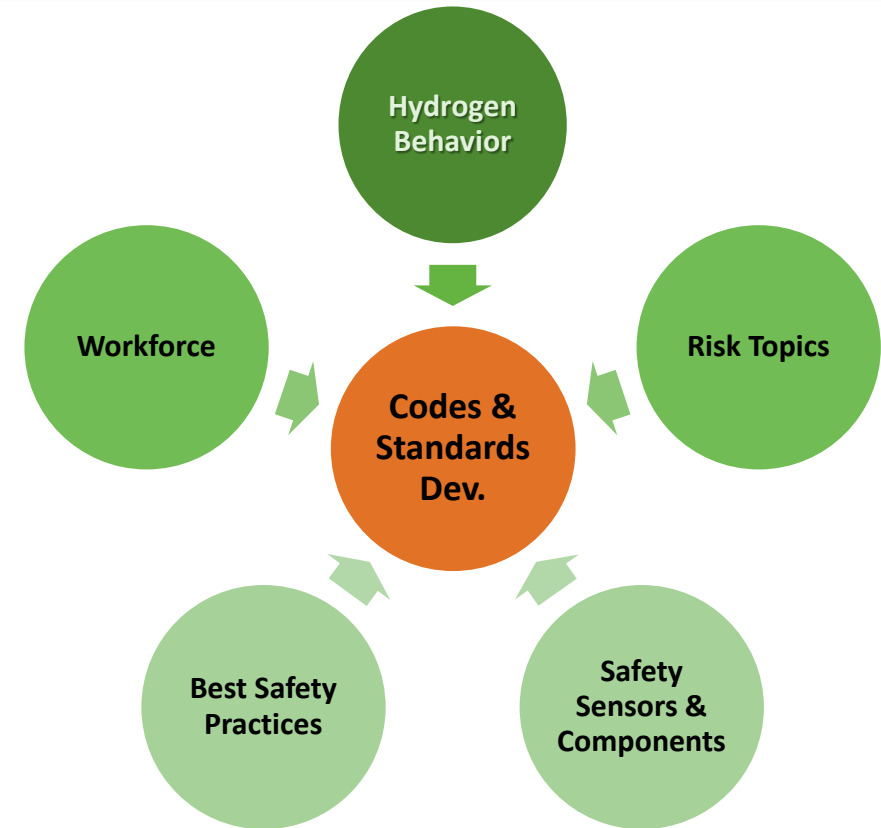 Hydrogen
Behavior
Workforce
Risk Topics
Codes &
Standards
Dev.
Best Safety
Practices
Safety
Sensors &
Components